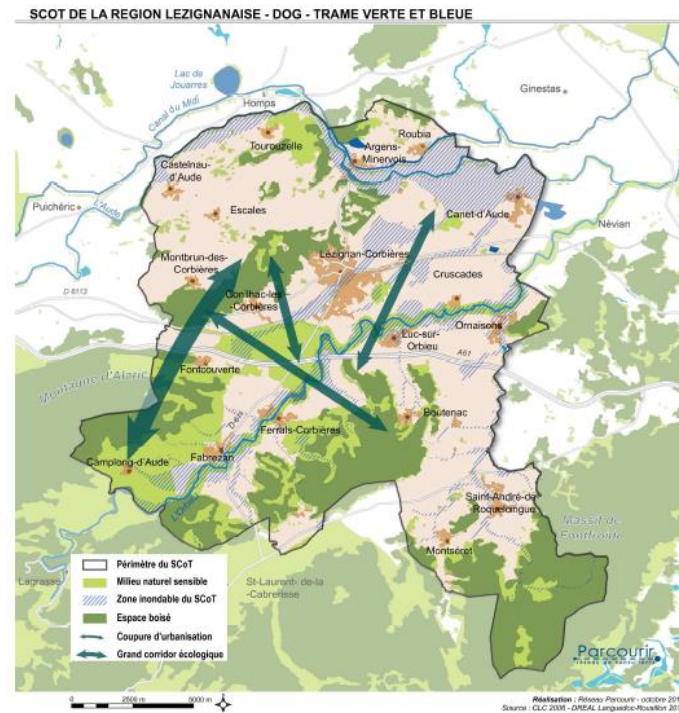 SCOT DE LA REGION LEZIGNANAISE - DOG - TRAME VERTE ET BLEUE
Lac de
Jouarres
Canal du Midi
Homps
Ginestas
Roubia
Tourouzelle
Argens-
Minervois
Castelnau-
d'Aude
Puichéric
L'Aude
Escales
Canet-d'Aude
Névian
Montbrun-des-
Corbières
Lézignan-Corbières
Cruscades
D 6113
Conilhac-les-
-Corbières
Ornaisons
Luc-sur-
Orbieu
A61
Fontcouverte
Montagne d'Alaric
Boutenac
Ferrals-Corbières
Fabrezan
Camplong-d'Aude
L'Orbieu
Saint-André-de
Roquelongue
Massif de
Fontfroide
Montséret
Lagrasse
St-Laurent- de-la
-Cabrerisse
Périmètre du SCoT
Milieu naturel sensible
Zone inondable du SCoT
Espace boisé
Coupure d'urbanisation
Grand corridor écologique
Parcourir
0 2500 m 5000 m
Réalisation : Réseau Parcourir - octobre 201
Source : CLC 2006 - DREAL Languedoc-Roussillon 201